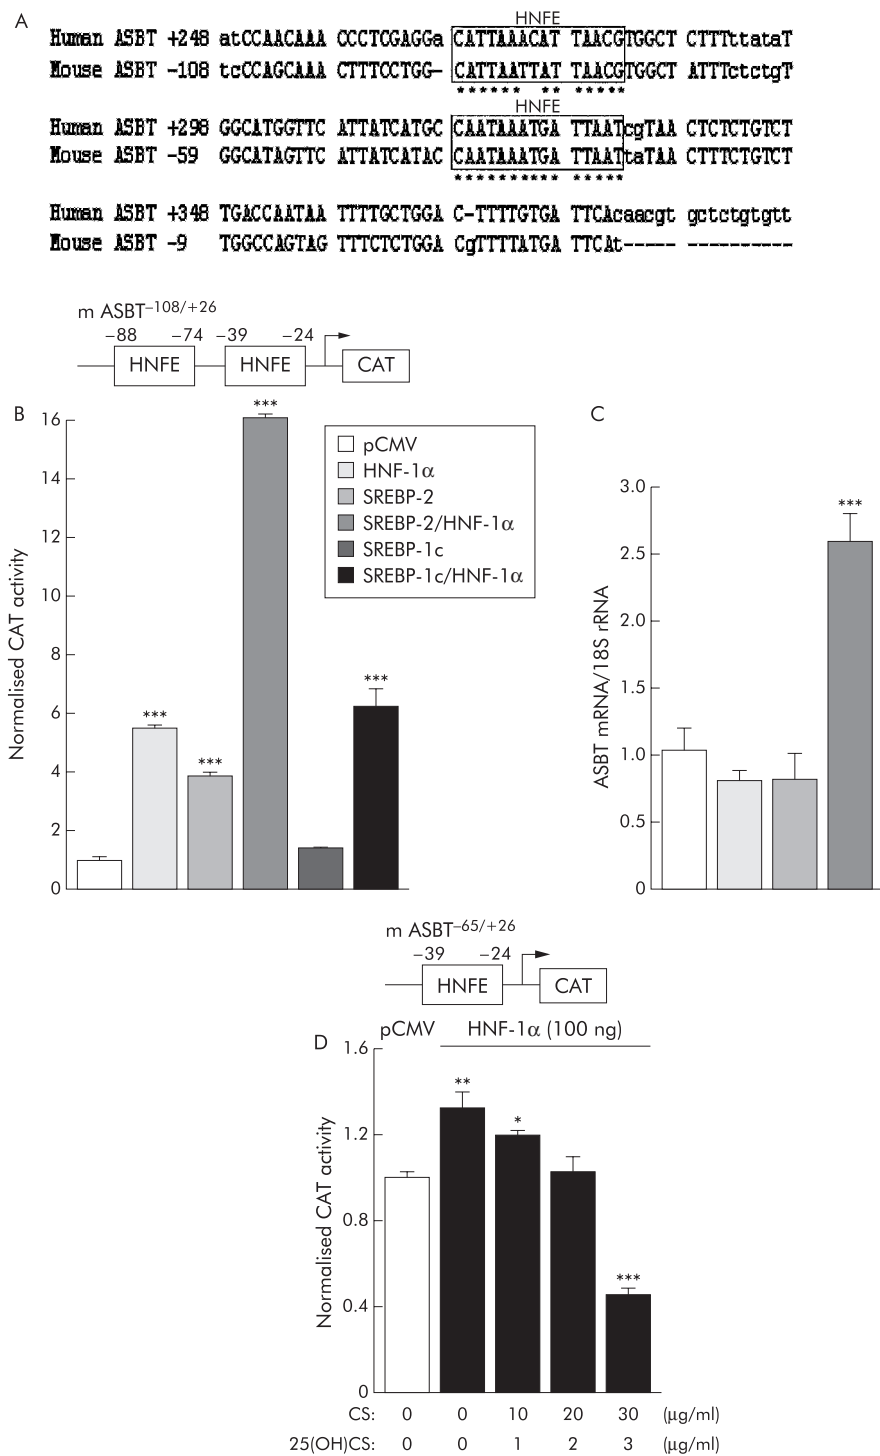 A
HNFE
Human ASBT +248 atCCAACAAA CCCTCGAGGa CATTAAACAT TAACGTGGCT CTTTttataT
Mouse ASBT -108 tcCCAGCAAA CTTTCCTGG- CATTAATTAT TAACGTGGCT ATTTctctgT
****** ** *****
HNFE
Human ASBT +298 GGCATGGTTC ATTATCATGC CAATAAATGA TTAATcgTAA CTCTCTGTCT
Mouse ASBT -59 GGCATAGTTC ATTATCATAC CAATAAATGA TTAATtaTAA CTTTCTGTCT
********** *****
Human ASBT +348 TGACCAATAA TTTTGCTGGA C-TTTTGTGA TTCACaacgt gctctgtgtt
Mouse ASBT -9 TGGCCAGTAG TTTCTCTGGA CgTTTTATGA TTCAt----- ----------
m ASBT–108/+26
–88 –74 –39 –24
HNFE HNFE CAT
B
16
14
12
10
8
6
4
2
0
Normalised CAT activity
***
***
***
***
pCMV
HNF-1α
SREBP-2
SREBP-2/HNF-1α
SREBP-1c
SREBP-1c/HNF-1α
C
3.0
2.5
2.0
1.5
1.0
0.5
0
ASBT mRNA/18S rRNA
***
m ASBT–65/+26
–39 –24
HNFE CAT
D
pCMV HNF-1α (100 ng)
1.6
1.2
0.8
0.4
0
Normalised CAT activity
**
*
***
CS: 0 0 10 20 30 (μg/ml)
25(OH)CS: 0 0 1 2 3 (μg/ml)